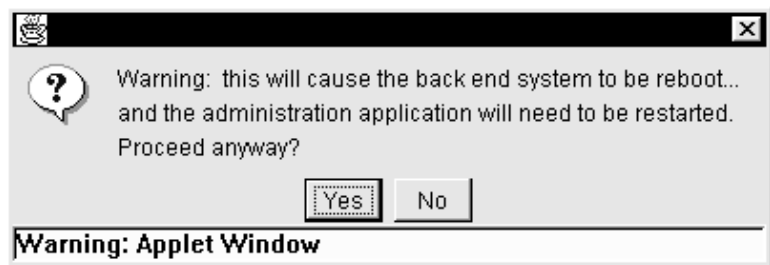 Warning: this will cause the back end system to be reboot...
and the administration application will need to be restarted.
Proceed anyway?
Yes No
Warning: Applet Window